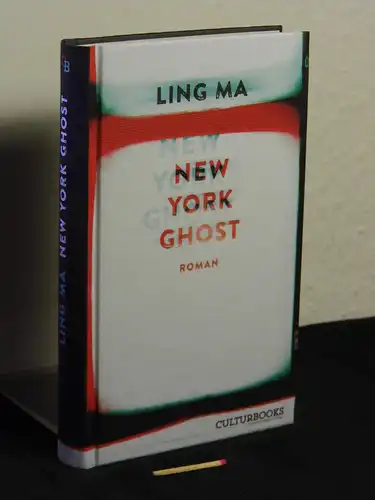 LING MA
NEW
YORK
GHOST
ROMAN
CULTURBOOKS
LING MA NEW YORK GHOST
B